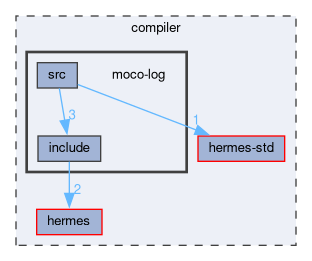 compiler
src
moco-log
3
1
include
hermes-std
2
hermes